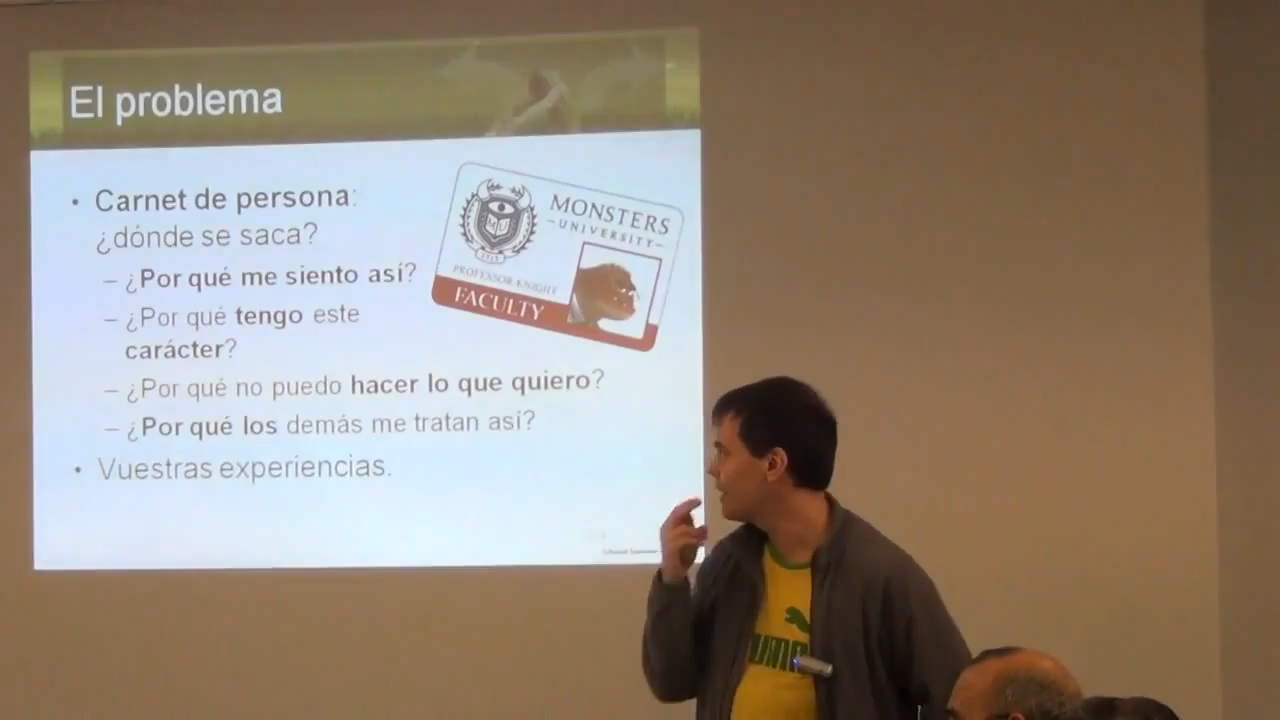 El problema
• Carnet de persona:
¿dónde se saca?
– ¿Por qué me siento así?
– ¿Por qué tengo este
carácter?
– ¿Por qué no puedo hacer lo que quiero?
– ¿Por qué los demás me tratan así?
• Vuestras experiencias.
MONSTERS
-UNIVERSITY-
MU
PROFESSOR KNIGHT
FACULTY
PUMA